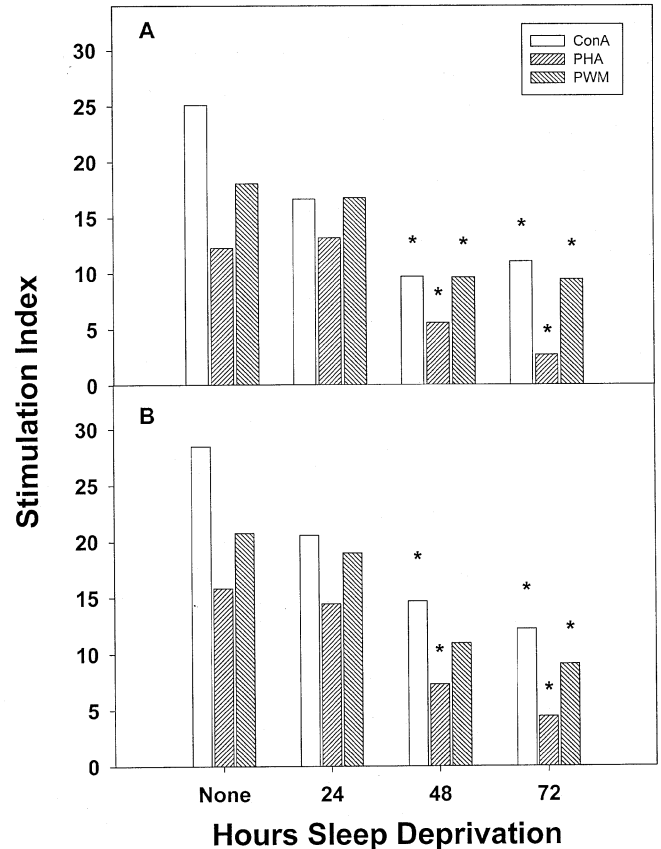 A
ConA
PHA
PWM
30
25
20
15
10
5
0
* * * * * *
B
30
25
20
15
10
5
0
* * * * *
None 24 48 72
Stimulation Index
Hours Sleep Deprivation